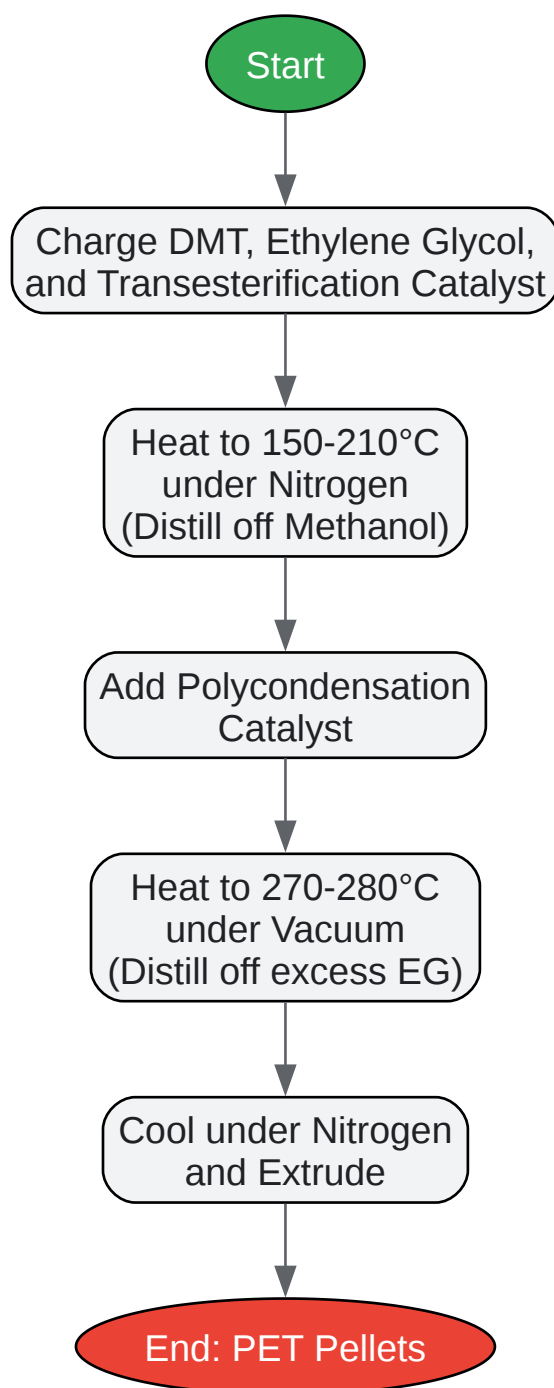 Start
Charge DMT, Ethylene Glycol,
and Transesterification Catalyst
Heat to 150-210°C
under Nitrogen
(Distill off Methanol)
Add Polycondensation
Catalyst
Heat to 270-280°C
under Vacuum
(Distill off excess EG)
Cool under Nitrogen
and Extrude
End: PET Pellets